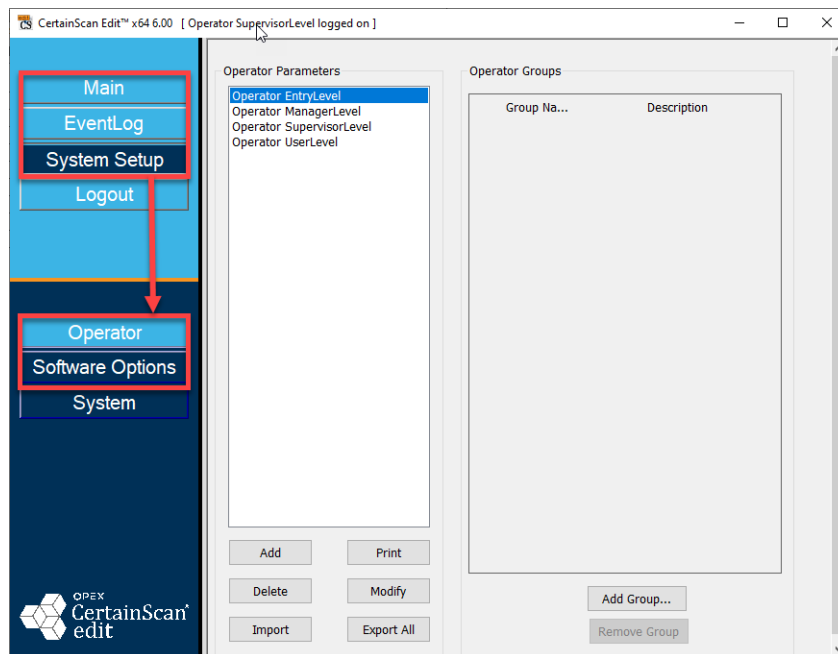 CertainScan Edit™ x64 6.00 [ Operator SupervisorLevel logged on ]
Main
EventLog
System Setup
Logout
Operator
Software Options
System
OPEX
CertainScan
edit
Operator Parameters
Operator EntryLevel
Operator ManagerLevel
Operator SupervisorLevel
Operator UserLevel
Add Print
Delete Modify
Import Export All
Operator Groups
Group Na... Description
Add Group...
Remove Group